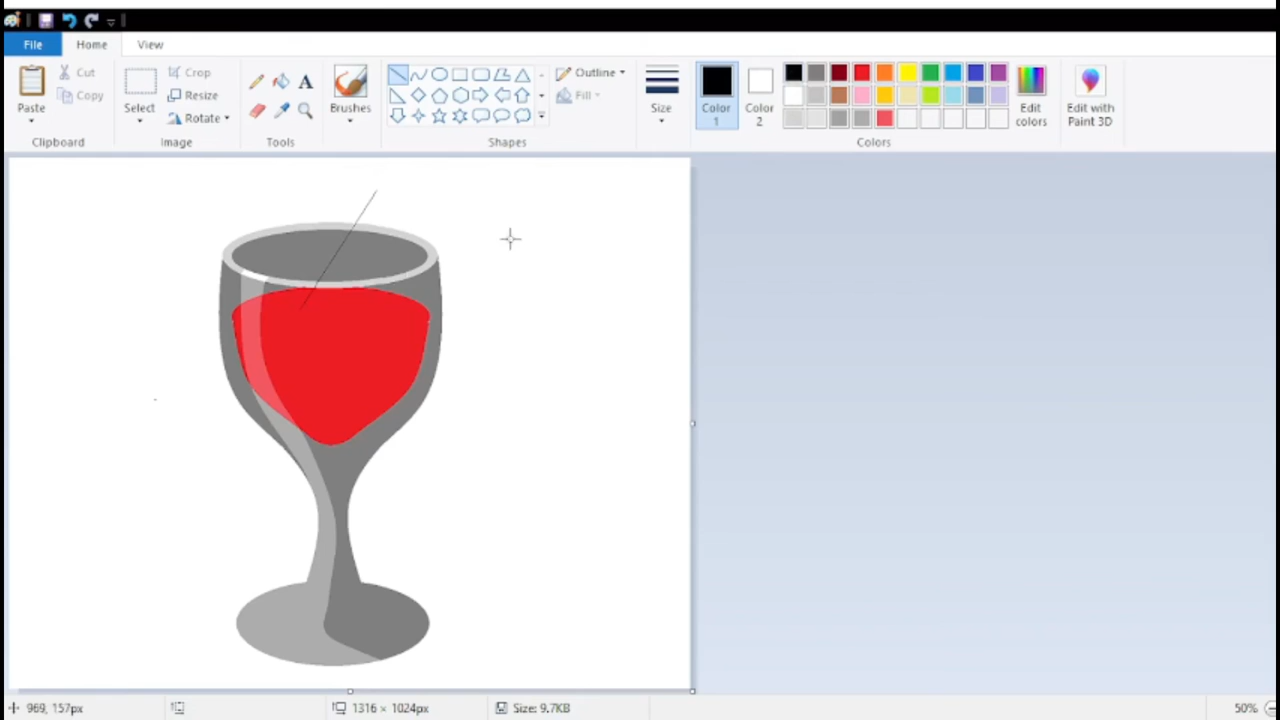 File Home View
Paste
Cut
Copy
Clipboard
Select
Crop
Resize
Rotate
Image
A
Tools
Brushes
Shapes
Outline
Fill
Size
Color 1
Color 2
Colors
Edit colors
Edit with Paint 3D
969, 157px
1316 × 1024px
Size: 9.7KB
50%